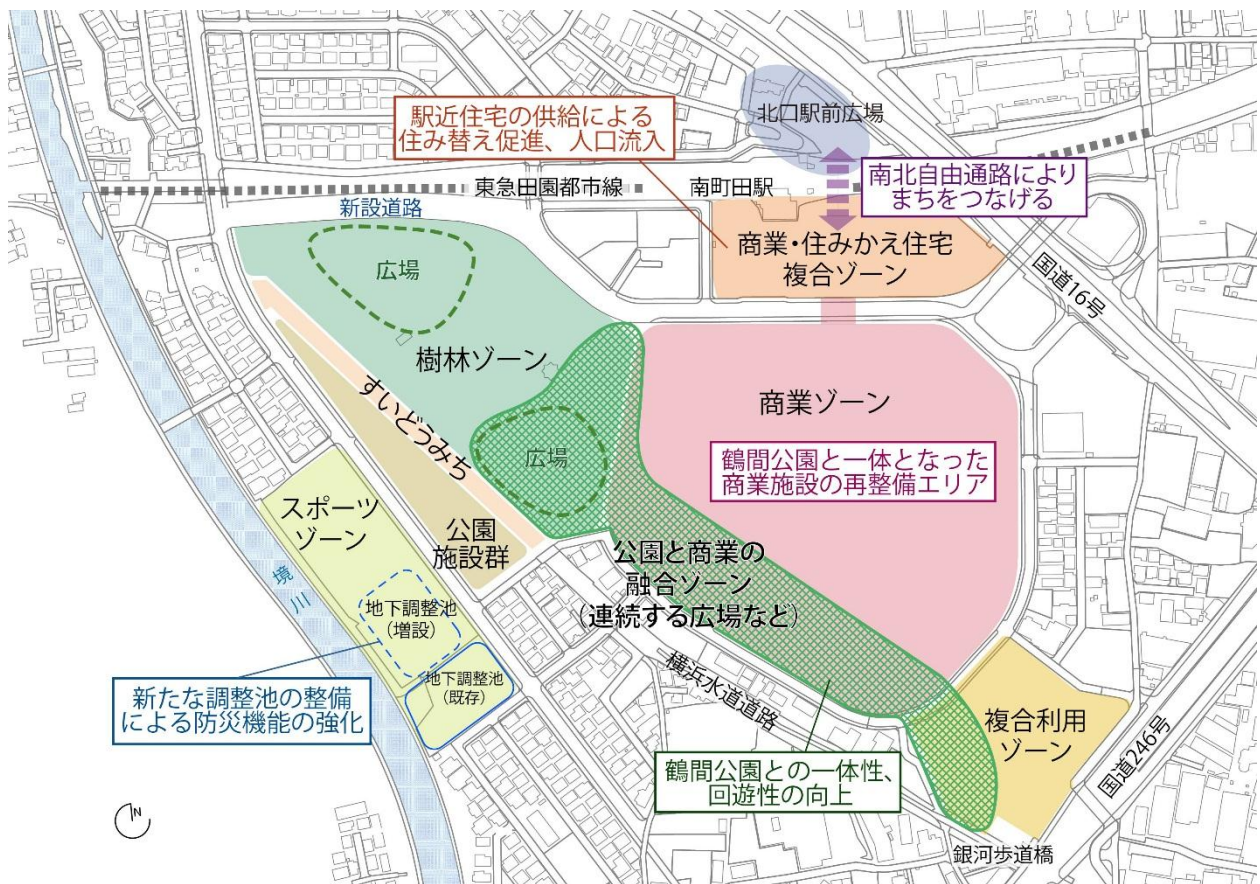 北口駅前広場
駅近住宅の供給による
住み替え促進、人口流入
東急田園都市線
南町田駅
南北自由通路により
まちをつなげる
新設道路
商業・住みかえ住宅
複合ゾーン
国道16号
広場
樹林ゾーン
すいどうみち
広場
商業ゾーン
鶴間公園と一体となった
商業施設の再整備エリア
スポーツ
ゾーン
公園
施設群
公園と商業の
融合ゾーン
（連続する広場など）
境川
地下調整池
（増設）
地下調整池
（既存）
新たな調整池の整備
による防災機能の強化
横浜水道道路
複合利用
ゾーン
国道246号
鶴間公園との一体性、
回遊性の向上
銀河歩道橋
N